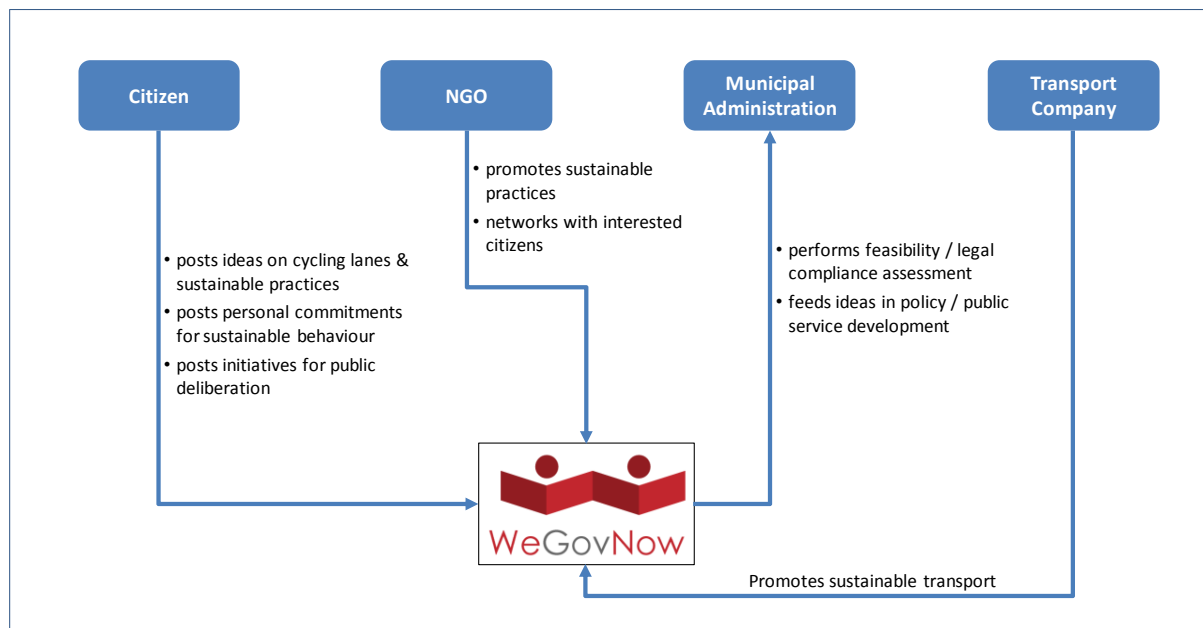 Citizen
NGO
Municipal
Administration
Transport
Company
• promotes sustainable
practices
• networks with interested
citizens
• posts ideas on cycling lanes &
sustainable practices
• posts personal commitments
for sustainable behaviour
• posts initiatives for public
deliberation
• performs feasibility / legal
compliance assessment
• feeds ideas in policy / public
service development
WeGovNow
Promotes sustainable transport